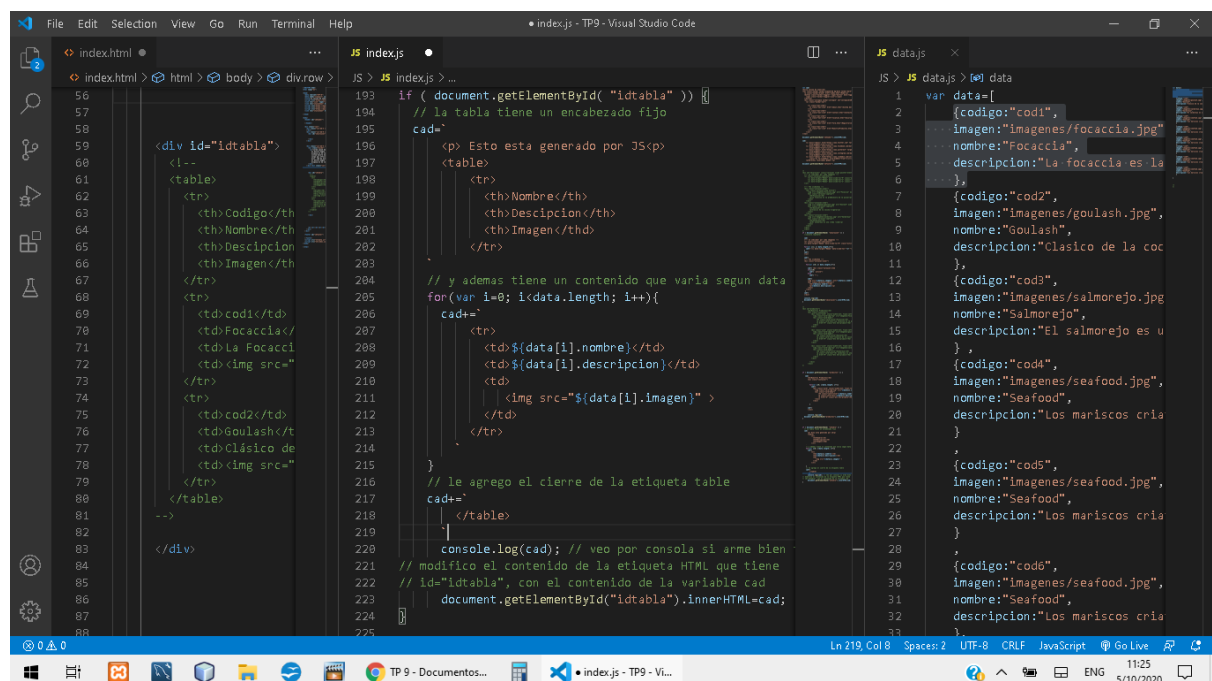 File Edit Selection View Go Run Terminal Help
● index.js - TP9 - Visual Studio Code
index.html ●
index.html > html > body > div.row >
56
57
58
59 <div id="idtabla">
60 <!--
61 <table>
62 <tr>
63 <th>Codigo</th
64 <th>Nombre</th
65 <th>Descipcion
66 <th>Imagen</th
67 </tr>
68 <tr>
69 <td>cod1</td>
70 <td>Focaccia</
71 <td>La Focacci
72 <td><img src="
73 </tr>
74 <tr>
75 <td>cod2</td>
76 <td>Goulash</t
77 <td>Clásico de
78 <td><img src="
79 </tr>
80 </table>
81 -->
82
83 </div>
84
85
86
87
88
JS index.js ●
JS > JS index.js > ...
193 if ( document.getElementById( "idtabla" )) {
194 // la tabla tiene un encabezado fijo
195 cad=`
196 <p> Esto esta generado por JS<p>
197 <table>
198 <tr>
199 <th>Nombre</th>
200 <th>Descipcion</th>
201 <th>Imagen</thd>
202 </tr>
203 `
204 // y ademas tiene un contenido que varia segun data
205 for(var i=0; i<data.length; i++){
206 cad+=`
207 <tr>
208 <td>${data[i].nombre}</td>
209 <td>${data[i].descripcion}</td>
210 <td>
211 <img src="${data[i].imagen}" >
212 </td>
213 </tr>
214 `
215 }
216 // le agrego el cierre de la etiqueta table
217 cad+=`
218 </table>
219 `
220 console.log(cad); // veo por consola si arme bien
221 // modifico el contenido de la etiqueta HTML que tiene
222 // id="idtabla", con el contenido de la variable cad
223 document.getElementById("idtabla").innerHTML=cad;
224 }
225
JS data.js
JS > JS data.js > data
1 var data=[
2 {codigo:"cod1",
3 imagen:"imagenes/focaccia.jpg"
4 nombre:"Focaccia",
5 descripcion:"La focaccia es la
6 },
7 {codigo:"cod2",
8 imagen:"imagenes/goulash.jpg",
9 nombre:"Goulash",
10 descripcion:"Clasico de la coc
11 },
12 {codigo:"cod3",
13 imagen:"imagenes/salmorejo.jpg
14 nombre:"Salmorejo",
15 descripcion:"El salmorejo es u
16 } ,
17 {codigo:"cod4",
18 imagen:"imagenes/seafood.jpg",
19 nombre:"Seafood",
20 descripcion:"Los mariscos cria
21 }
22 ,
23 {codigo:"cod5",
24 imagen:"imagenes/seafood.jpg",
25 nombre:"Seafood",
26 descripcion:"Los mariscos cria
27 }
28 ,
29 {codigo:"cod6",
30 imagen:"imagenes/seafood.jpg",
31 nombre:"Seafood",
32 descripcion:"Los mariscos cria
33 },
2
0 0
Ln 219, Col 8 Spaces: 2 UTF-8 CRLF JavaScript Go Live
TP 9 - Documentos...
● index.js - TP9 - Vi...
ENG
11:25
5/10/2020